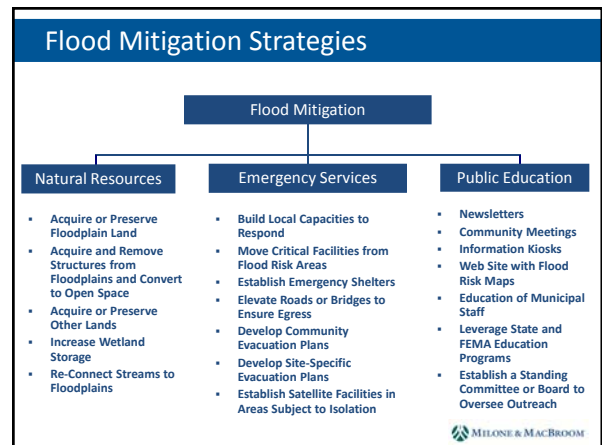 Flood Mitigation Strategies
Flood Mitigation
Natural Resources
▪ Acquire or Preserve
Floodplain Land
▪ Acquire and Remove
Structures from
Floodplains and Convert
to Open Space
▪ Acquire or Preserve
Other Lands
▪ Increase Wetland
Storage
▪ Re-Connect Streams to
Floodplains
Emergency Services
▪ Build Local Capacities to
Respond
▪ Move Critical Facilities from
Flood Risk Areas
▪ Establish Emergency Shelters
▪ Elevate Roads or Bridges to
Ensure Egress
▪ Develop Community
Evacuation Plans
▪ Develop Site-Specific
Evacuation Plans
▪ Establish Satellite Facilities in
Areas Subject to Isolation
Public Education
▪ Newsletters
▪ Community Meetings
▪ Information Kiosks
▪ Web Site with Flood
Risk Maps
▪ Education of Municipal
Staff
▪ Leverage State and
FEMA Education
Programs
▪ Establish a Standing
Committee or Board to
Oversee Outreach
MILONE & MACBROOM